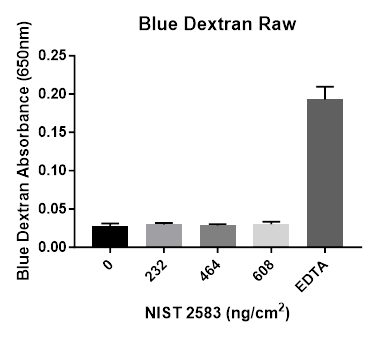 Blue Dextran Raw
Blue Dextran Absorbance (650nm)
0.25
0.20
0.15
0.10
0.05
0.00
0
232
464
608
EDTA
NIST 2583 (ng/cm²)